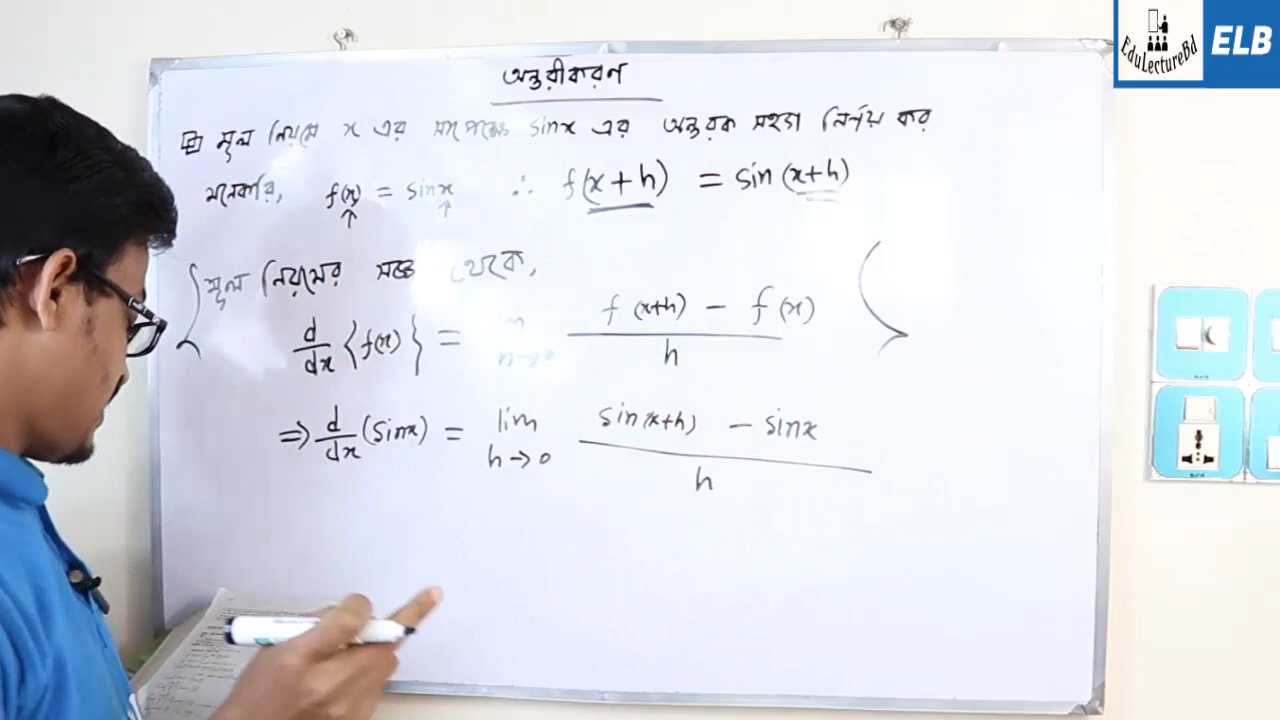 EduLectureBd ELB
অন্তরীকরণ
মূল নিয়মে x এর সাপেক্ষে sinx এর অন্তরক সহগ নির্ণয় কর
মনেকরি, f(x) = sinx ∴ f(x+h) = sin(x+h)
মূল নিয়মের থেকে,
d/dx {f(x)} = f(x+h) - f(x) / h
⇒ d/dx (sinx) = lim h→0 sin(x+h) - sinx / h